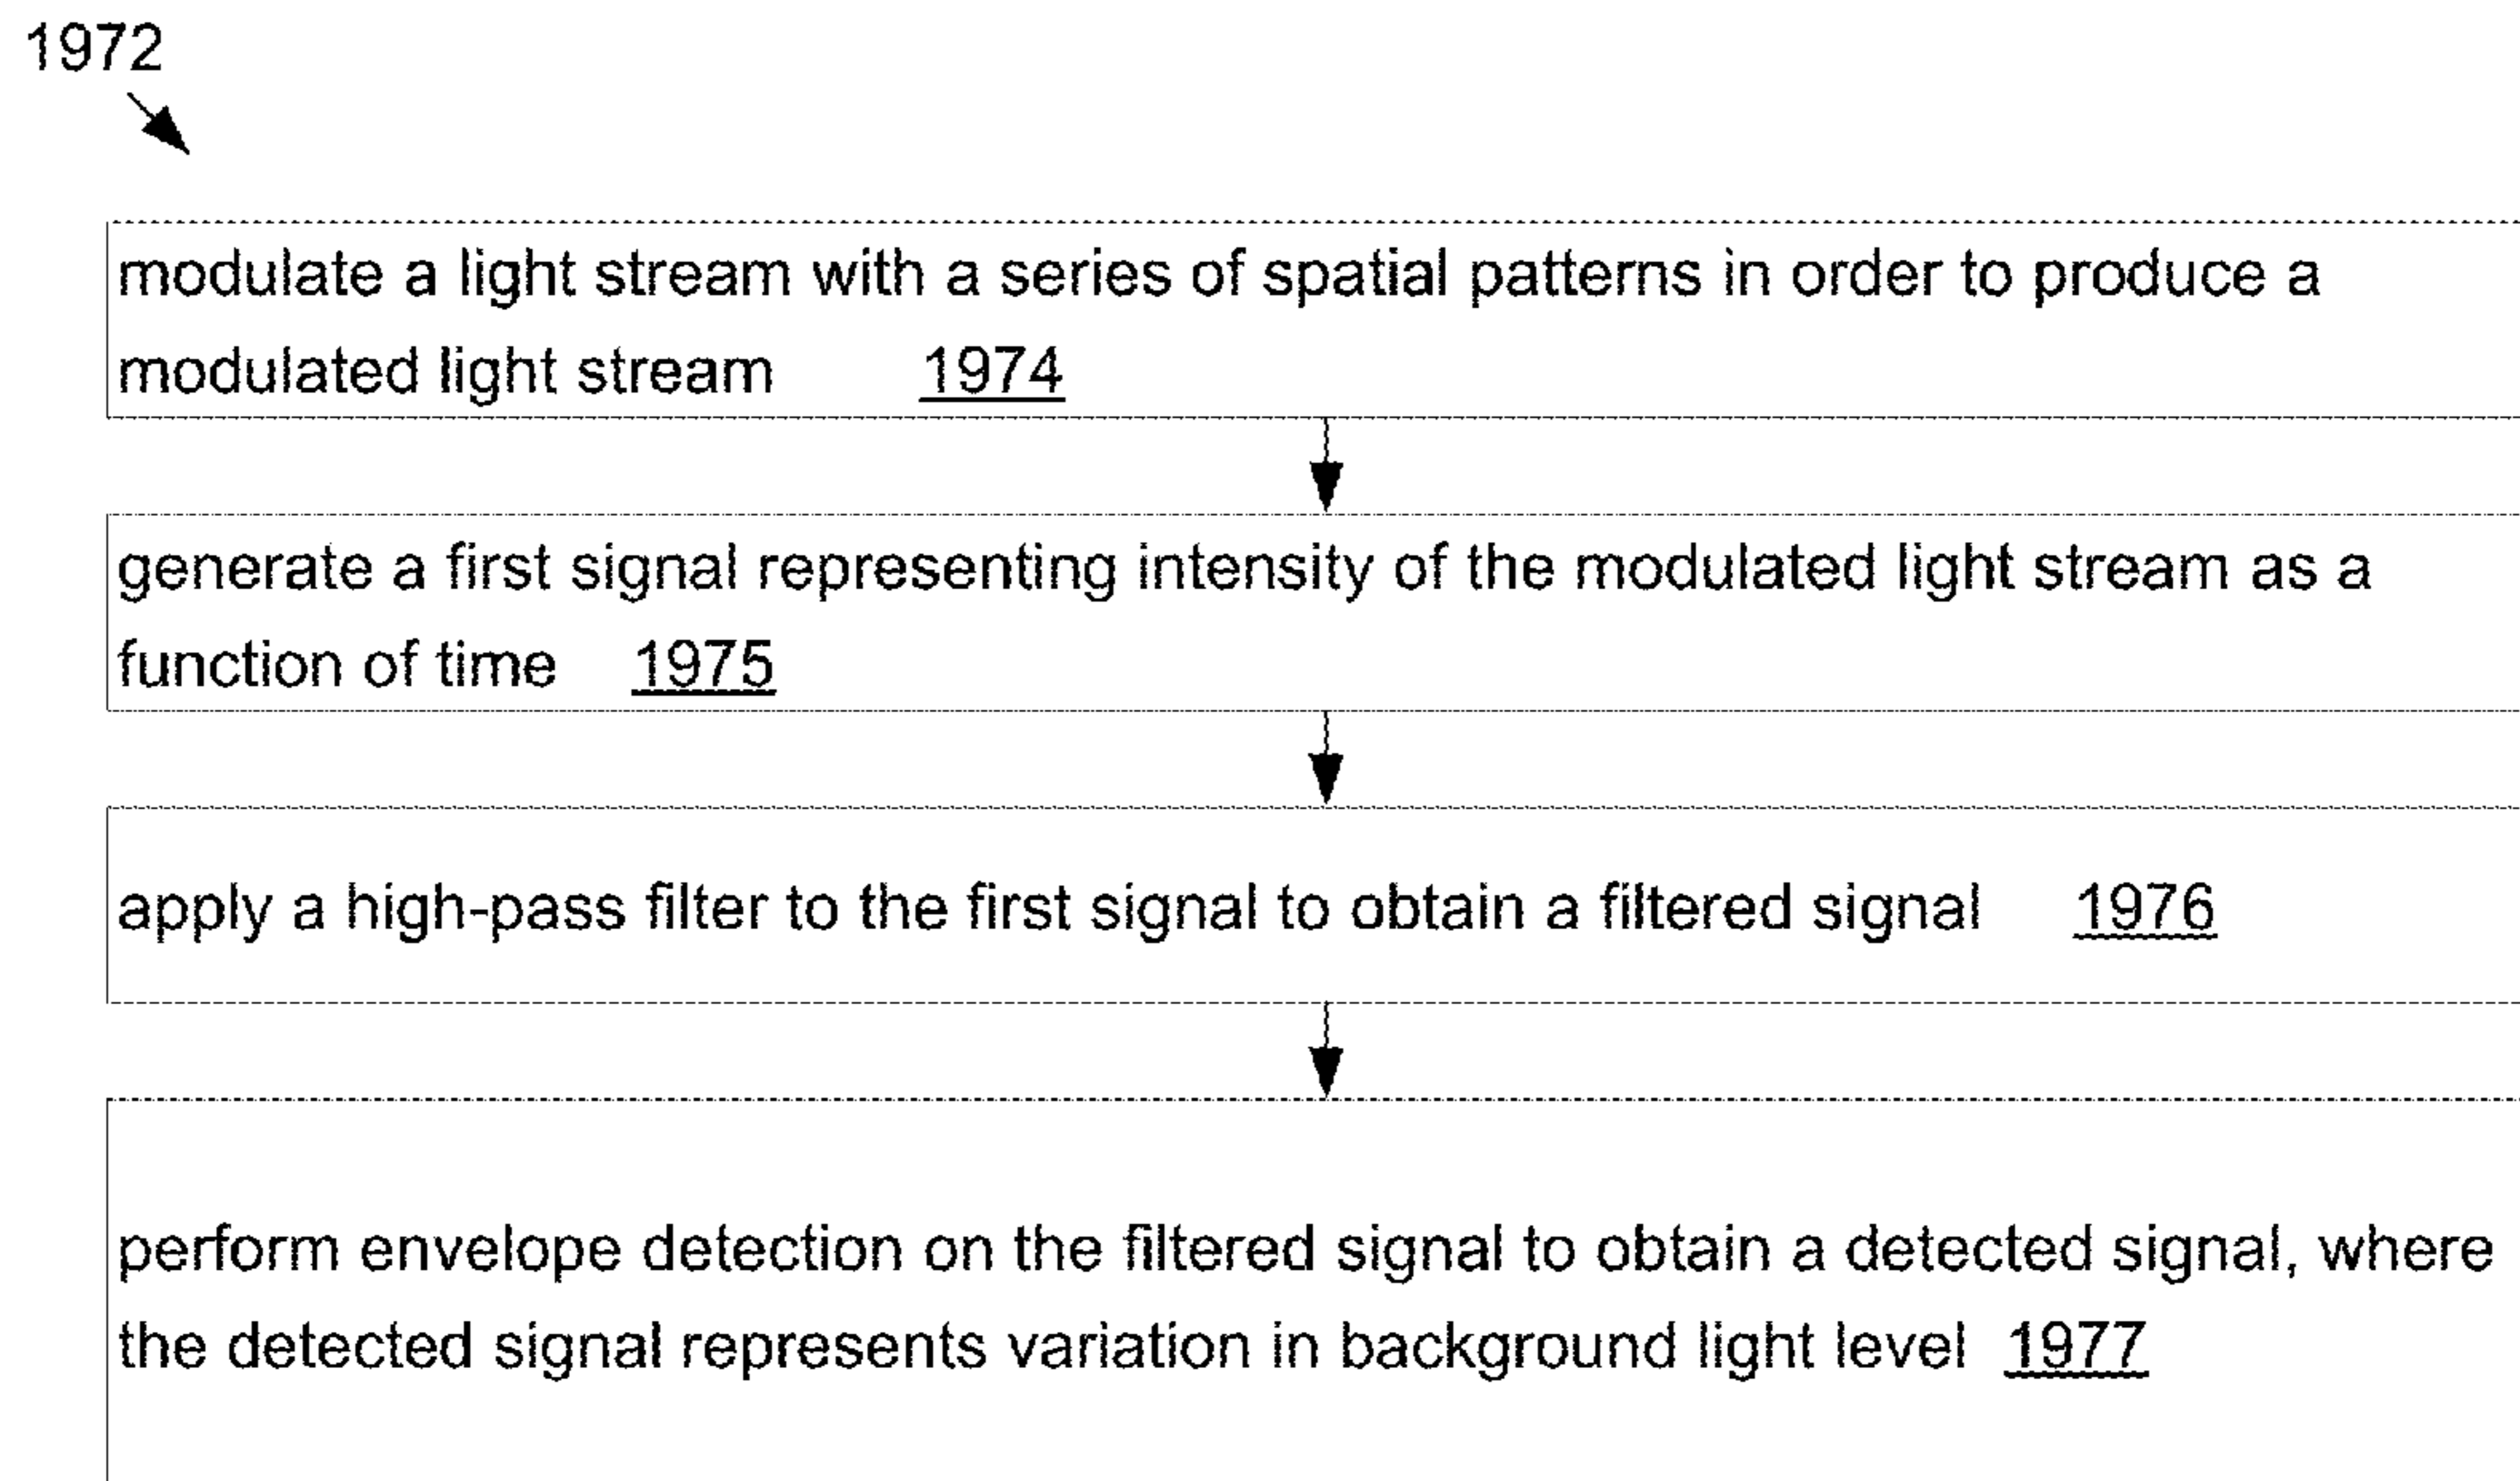 1972
modulate a light stream with a series of spatial patterns in order to produce a
modulated light stream 1974
generate a first signal representing intensity of the modulated light stream as a
function of time 1975
apply a high-pass filter to the first signal to obtain a filtered signal 1976
perform envelope detection on the filtered signal to obtain a detected signal, where
the detected signal represents variation in background light level 1977